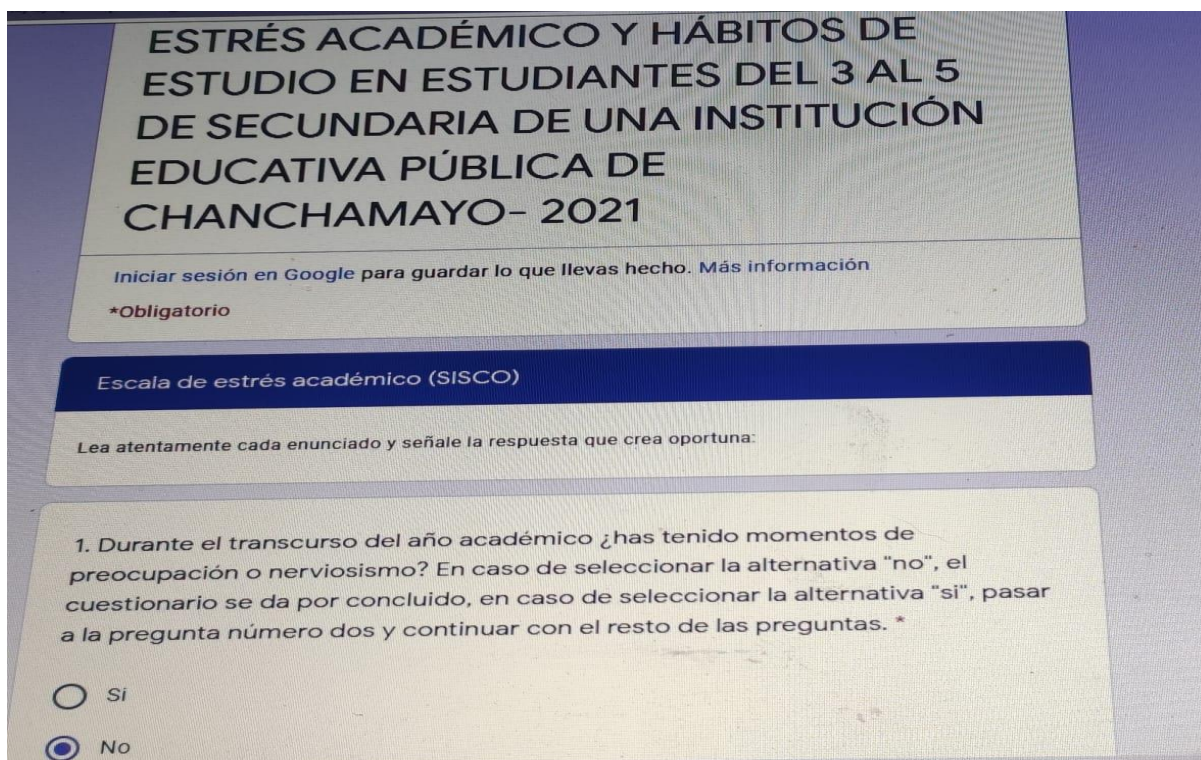 ESTRÉS ACADÉMICO Y HÁBITOS DE
ESTUDIO EN ESTUDIANTES DEL 3 AL 5
DE SECUNDARIA DE UNA INSTITUCIÓN
EDUCATIVA PÚBLICA DE
CHANCHAMAYO- 2021
Iniciar sesión en Google para guardar lo que llevas hecho. Más información
*Obligatorio
Escala de estrés académico (SISCO)
Lea atentamente cada enunciado y señale la respuesta que crea oportuna:
1. Durante el transcurso del año académico ¿has tenido momentos de
preocupación o nerviosismo? En caso de seleccionar la alternativa "no", el
cuestionario se da por concluido, en caso de seleccionar la alternativa "si", pasar
a la pregunta número dos y continuar con el resto de las preguntas. *
Si
No